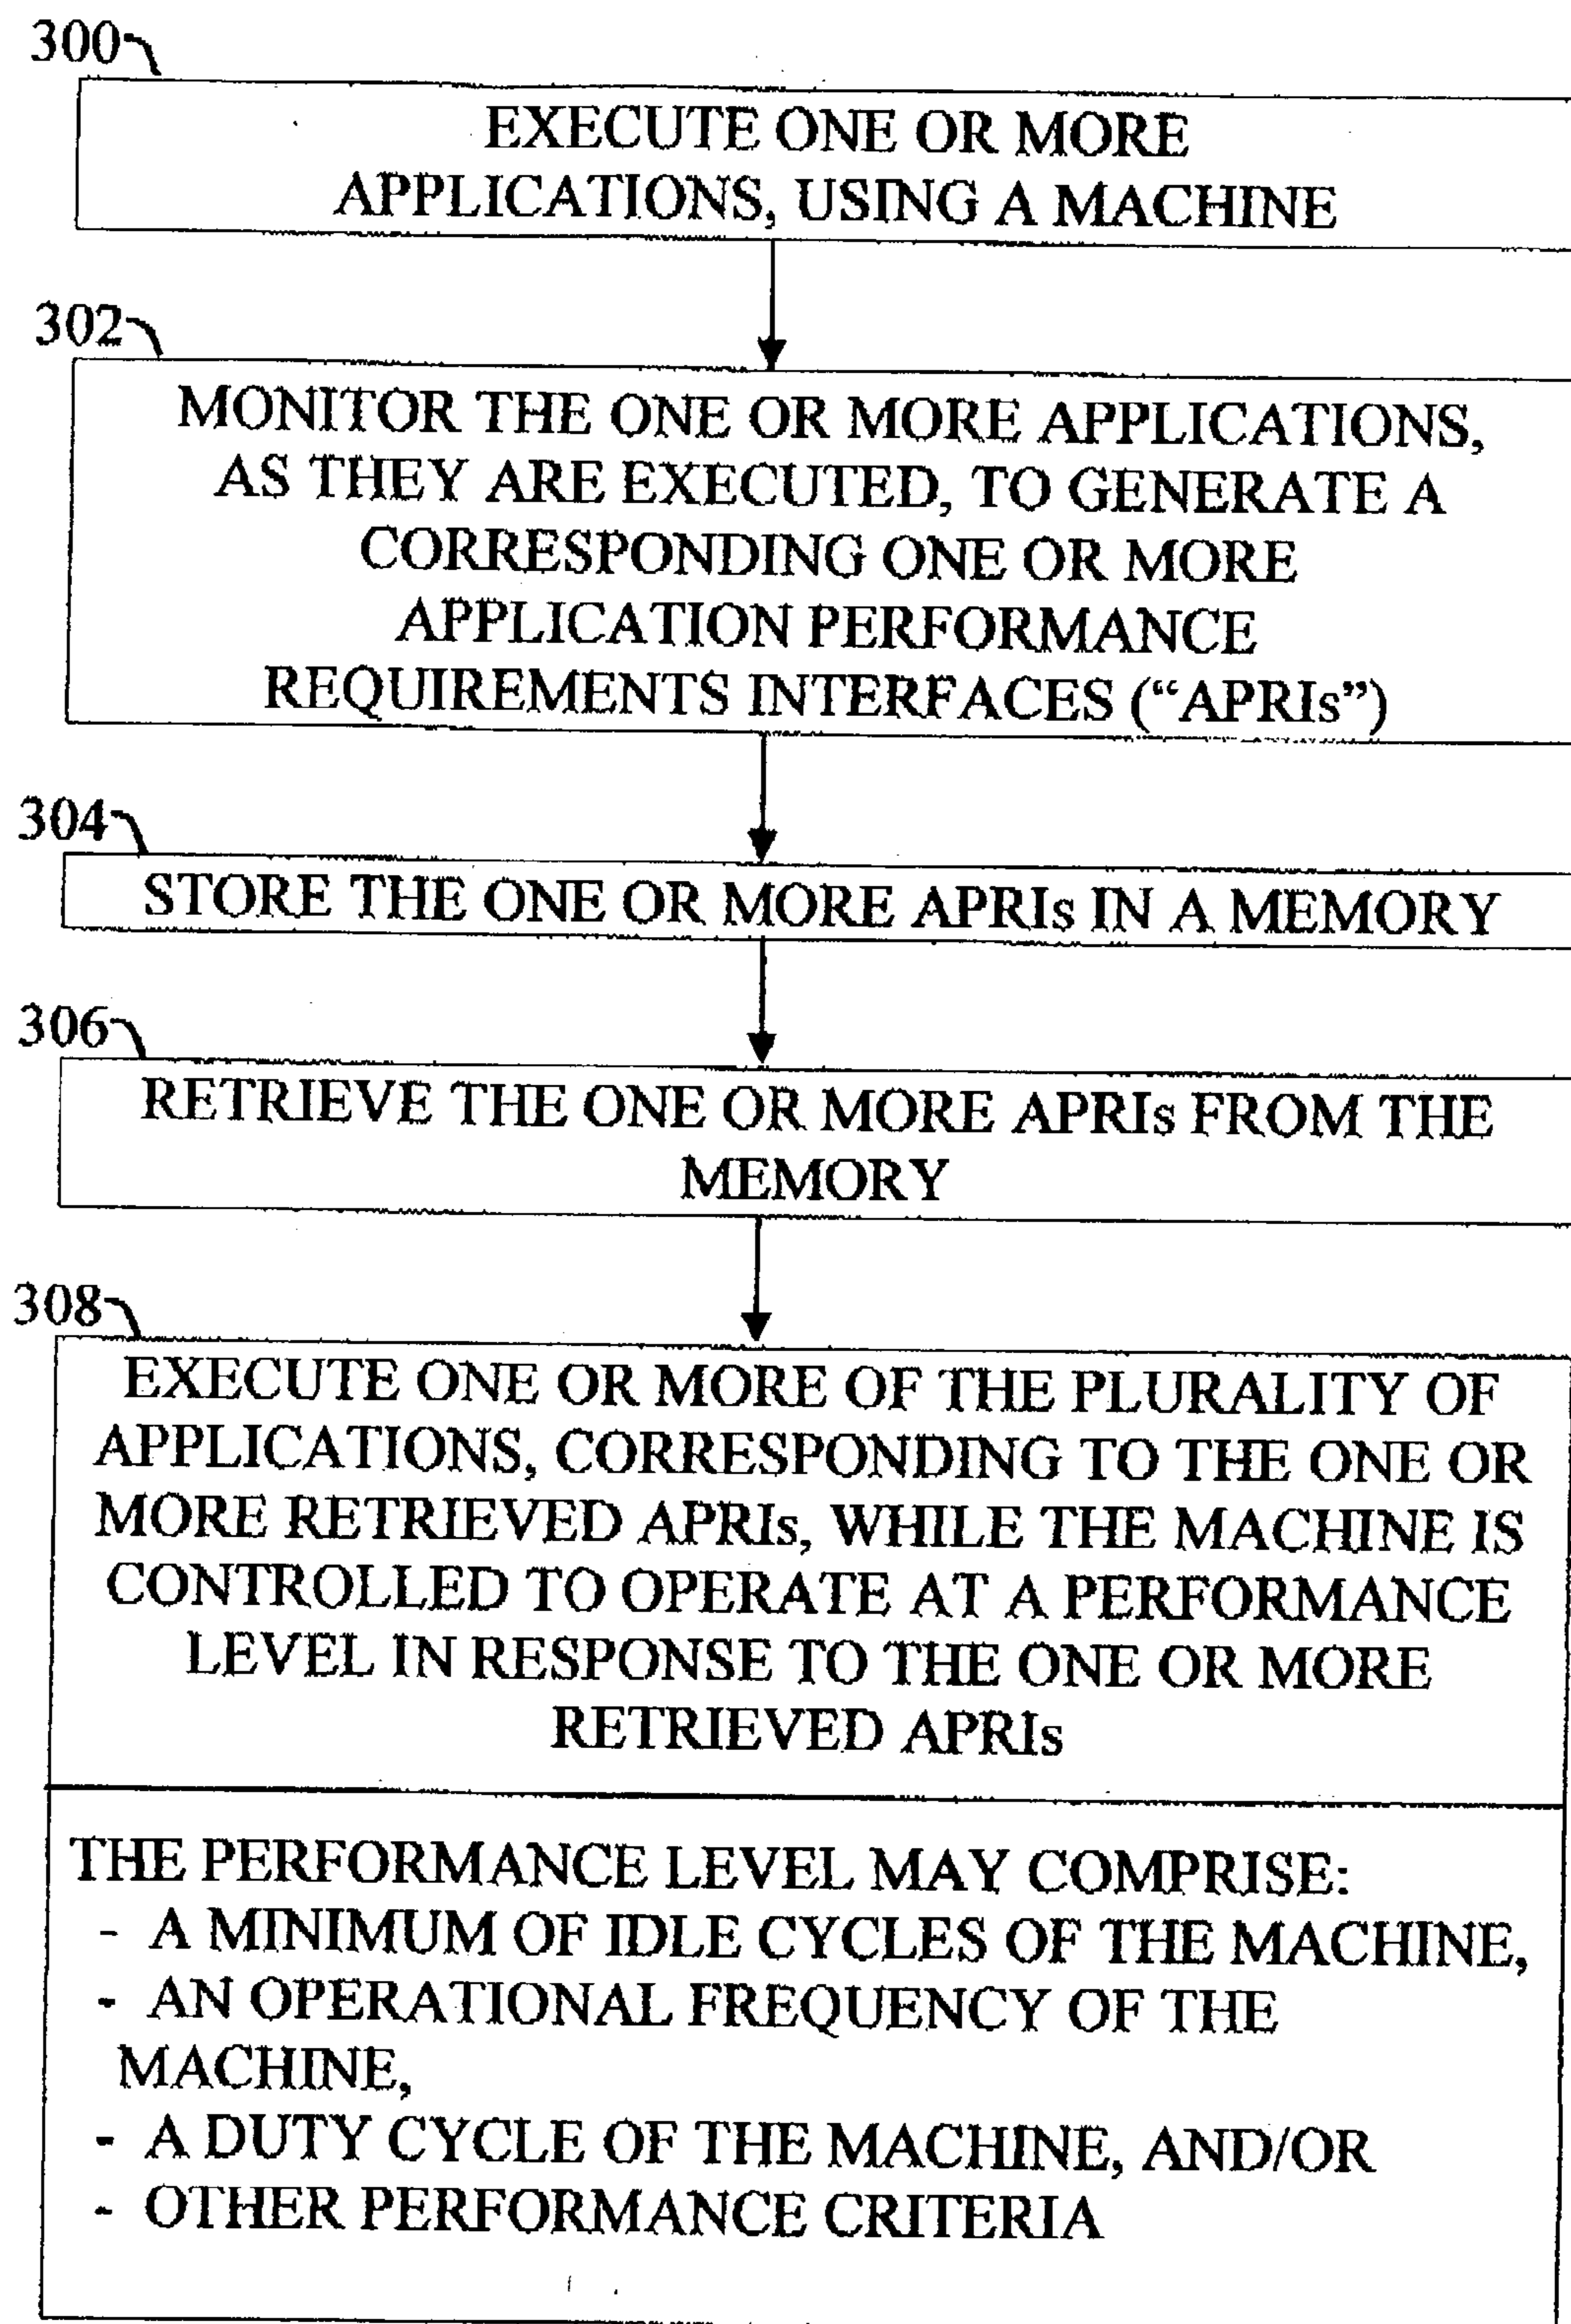 300
EXECUTE ONE OR MORE
APPLICATIONS, USING A MACHINE
302
MONITOR THE ONE OR MORE APPLICATIONS,
AS THEY ARE EXECUTED, TO GENERATE A
CORRESPONDING ONE OR MORE
APPLICATION PERFORMANCE
REQUIREMENTS INTERFACES (“APRIs”)
304
STORE THE ONE OR MORE APRIs IN A MEMORY
306
RETRIEVE THE ONE OR MORE APRIs FROM THE
MEMORY
308
EXECUTE ONE OR MORE OF THE PLURALITY OF
APPLICATIONS, CORRESPONDING TO THE ONE OR
MORE RETRIEVED APRIs, WHILE THE MACHINE IS
CONTROLLED TO OPERATE AT A PERFORMANCE
LEVEL IN RESPONSE TO THE ONE OR MORE
RETRIEVED APRIs
THE PERFORMANCE LEVEL MAY COMPRISE:
- A MINIMUM OF IDLE CYCLES OF THE MACHINE,
- AN OPERATIONAL FREQUENCY OF THE
MACHINE,
- A DUTY CYCLE OF THE MACHINE, AND/OR
- OTHER PERFORMANCE CRITERIA